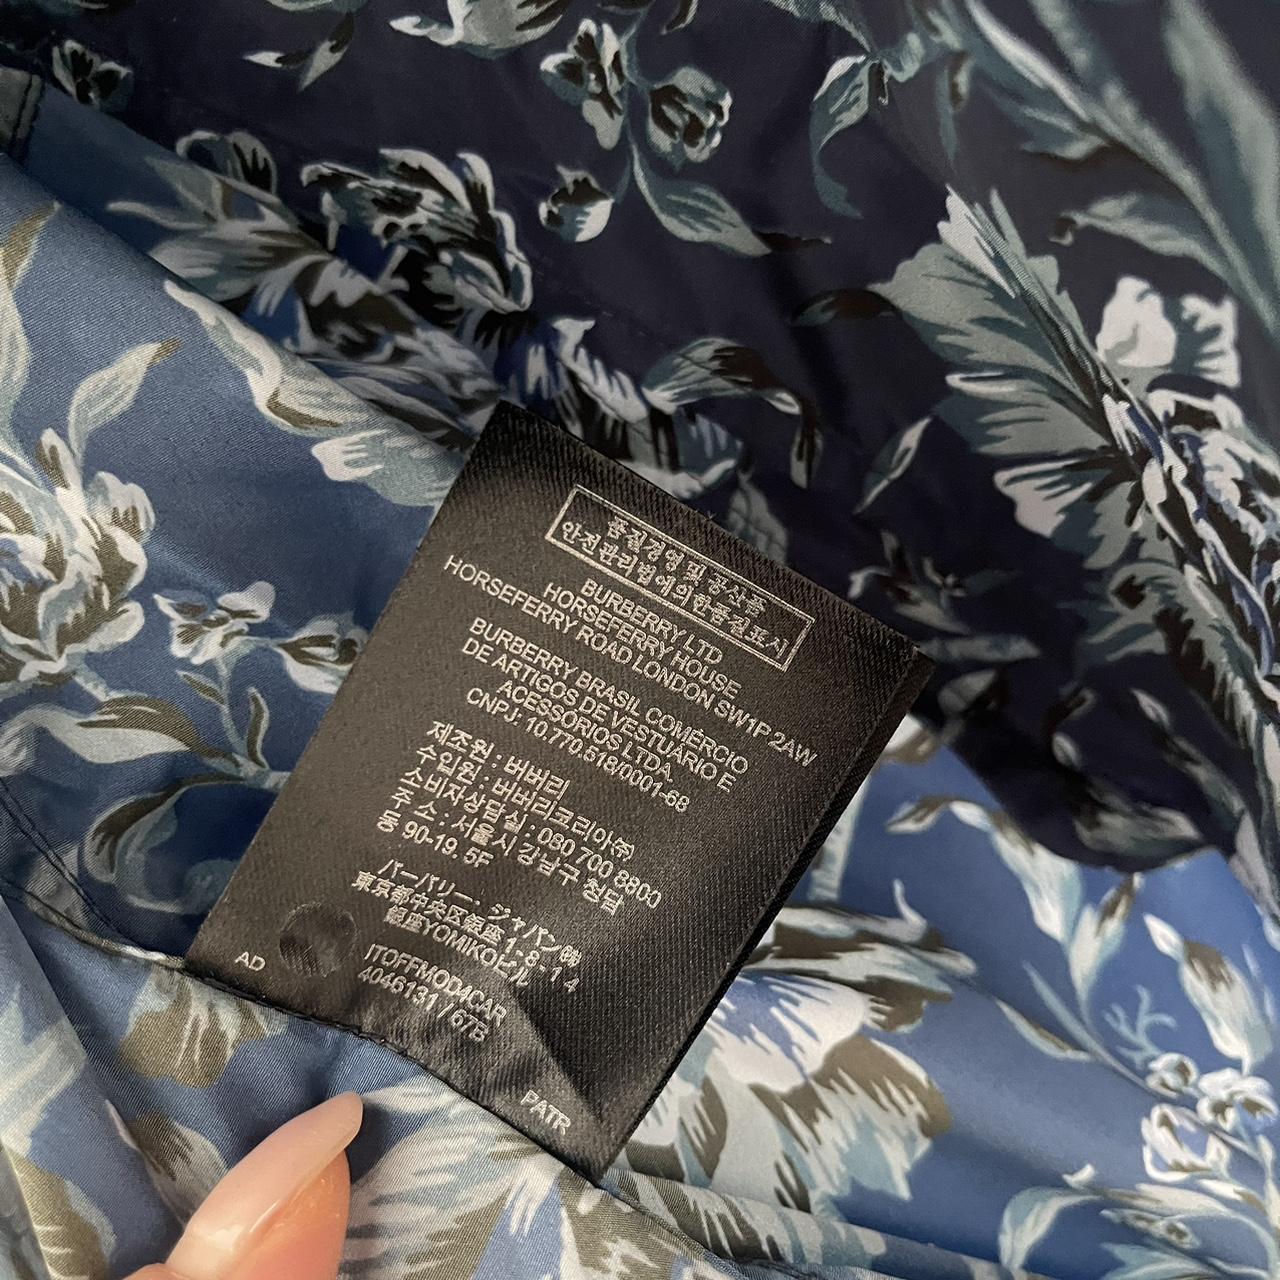 품질경영 및 공산품
안전관리법에 의한 품질표시
BURBERRY LTD
HORSEFERRY HOUSE
HORSEFERRY ROAD LONDON SW1P 2AW
BURBERRY BRASIL COMÉRCIO
DE ARTIGOS DE VESTUÁRIO E
ACESSÓRIOS LTDA.
CNPJ: 10.770.518/0001-68
제조원 : 버버리
수입원 : 버버리코리아㈜
소비자상담실 : 080 700 8800
주 소 : 서울시 강남구 청담
동 90-19. 5F
バーバリー・ジャパン㈱
東京都中央区銀座 1 - 8 - 1 4
銀座YOMIKOビル
ITOFFMOD4CAR
4046131 / 67B
AD
PATR